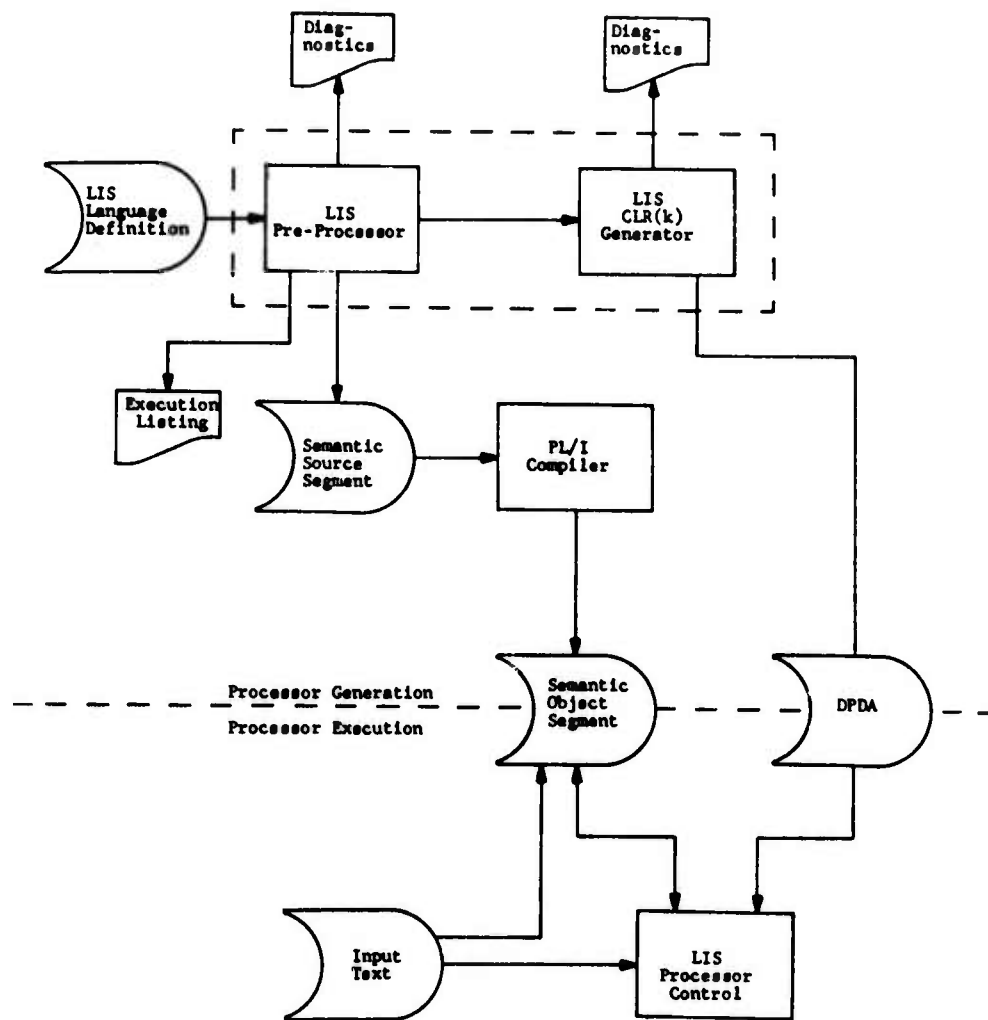 Diag-
nostics
Diag-
nostics
LIS
Language
Definition
LIS
Pre-Processor
LIS
CLR(k)
Generator
Execution
Listing
Semantic
Source
Segment
PL/I
Compiler
Processor Generation
Processor Execution
Semantic
Object
Segment
DPDA
Input
Text
LIS
Processor
Control